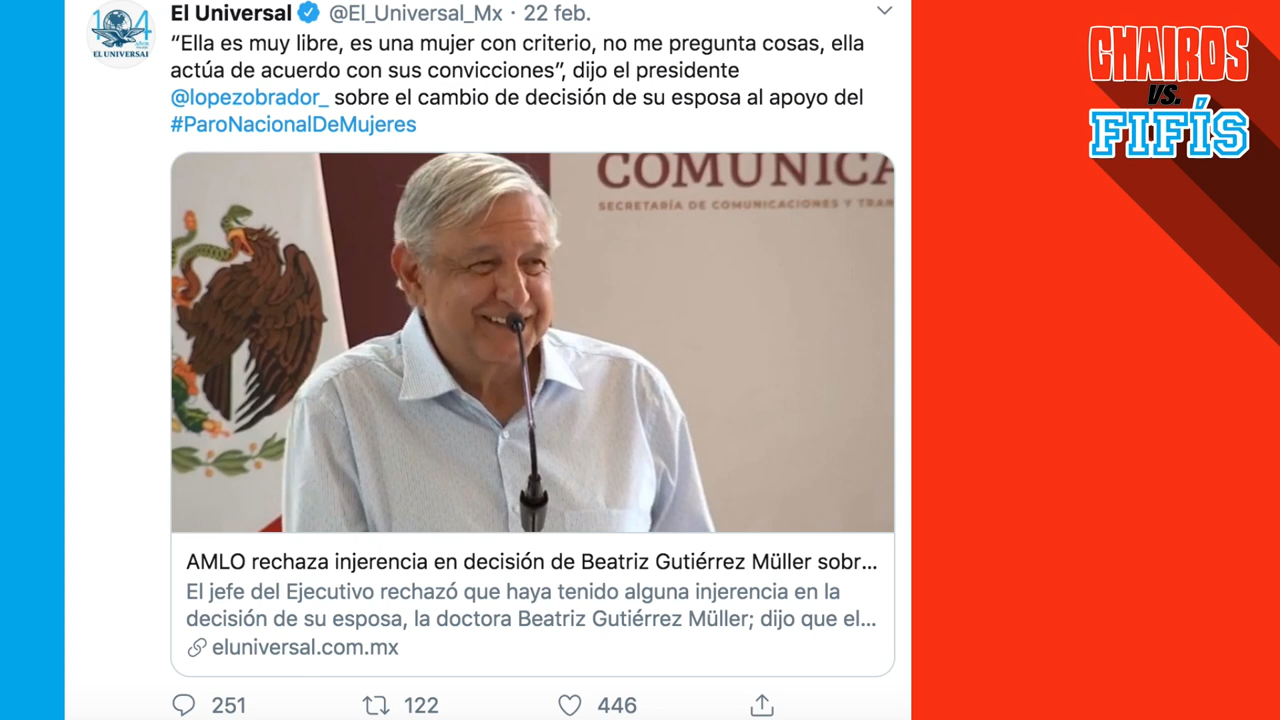 El Universal @El_Universal_Mx · 22 feb.
“Ella es muy libre, es una mujer con criterio, no me pregunta cosas, ella
actúa de acuerdo con sus convicciones”, dijo el presidente
@lopezobrador_ sobre el cambio de decisión de su esposa al apoyo del
#ParoNacionalDeMujeres
104
EL UNIVERSAL
CHAIROS
VS.
FIFÍS
COMUNICA
SECRETARÍA DE COMUNICACIONES Y TRAN
AMLO rechaza injerencia en decisión de Beatriz Gutiérrez Müller sobr...
El jefe del Ejecutivo rechazó que haya tenido alguna injerencia en la
decisión de su esposa, la doctora Beatriz Gutiérrez Müller; dijo que el...
eluniversal.com.mx
251 122 446